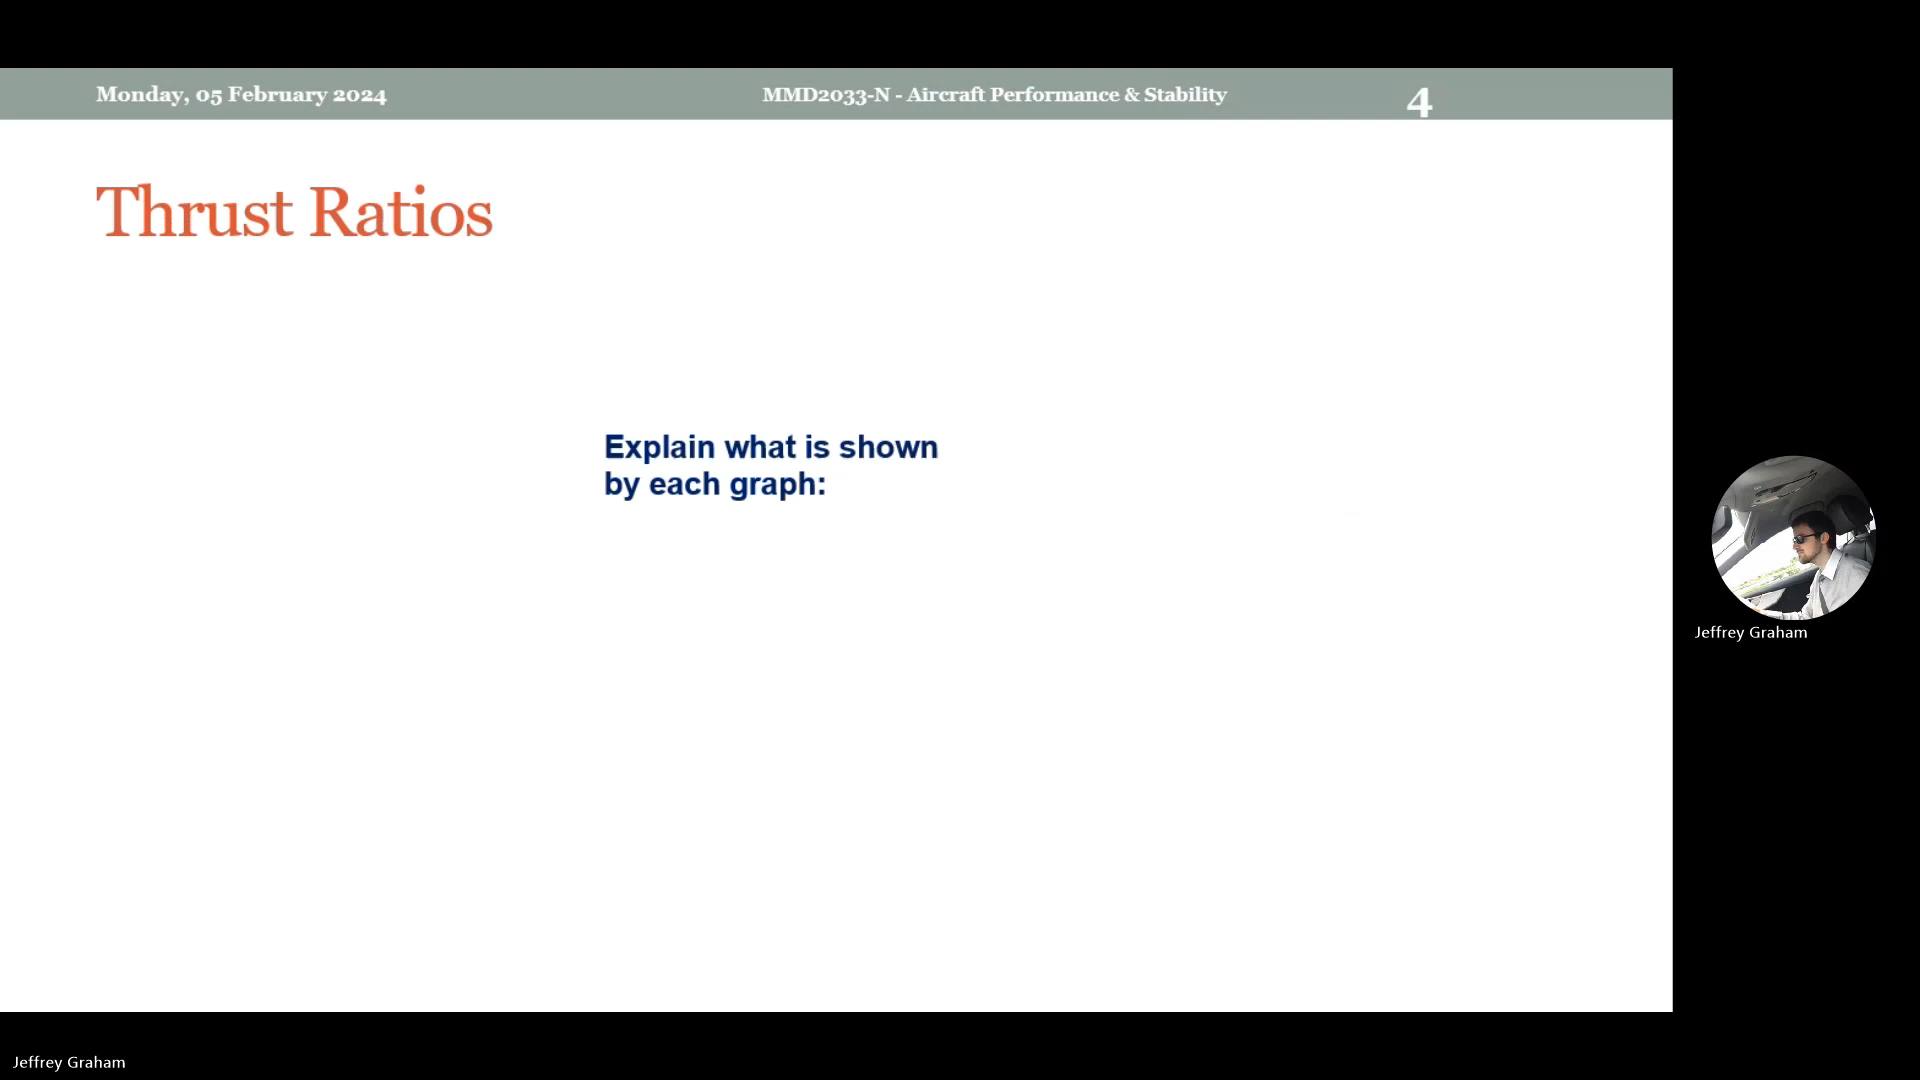 Monday, 05 February 2024
MMD2033-N - Aircraft Performance & Stability
4
Thrust Ratios
Explain what is shown
by each graph:
Jeffrey Graham
Jeffrey Graham